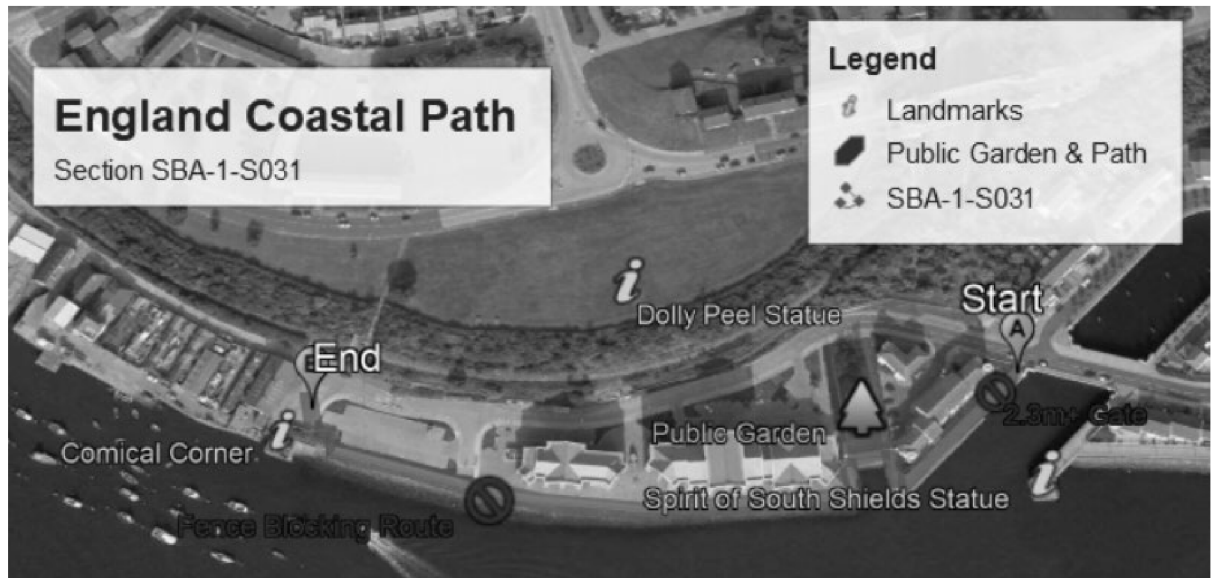 England Coastal Path
Section SBA-1-S031
Legend
Landmarks
Public Garden & Path
SBA-1-S031
Dolly Peel Statue
Start
A
End
2.3m+ Gate
Public Garden
Comical Corner
Spirit of South Shields Statue
Fence Blocking Route